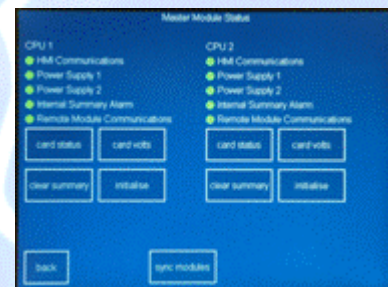 Master Module Status
CPU 1
HMI Communications
Power Supply 1
Power Supply 2
Internal Summary Alarm
Remote Module Communications
card status
card volts
clear summary
initialise
CPU 2
HMI Communications
Power Supply 1
Power Supply 2
Internal Summary Alarm
Remote Module Communications
card status
card volts
clear summary
initialise
back
sync modules